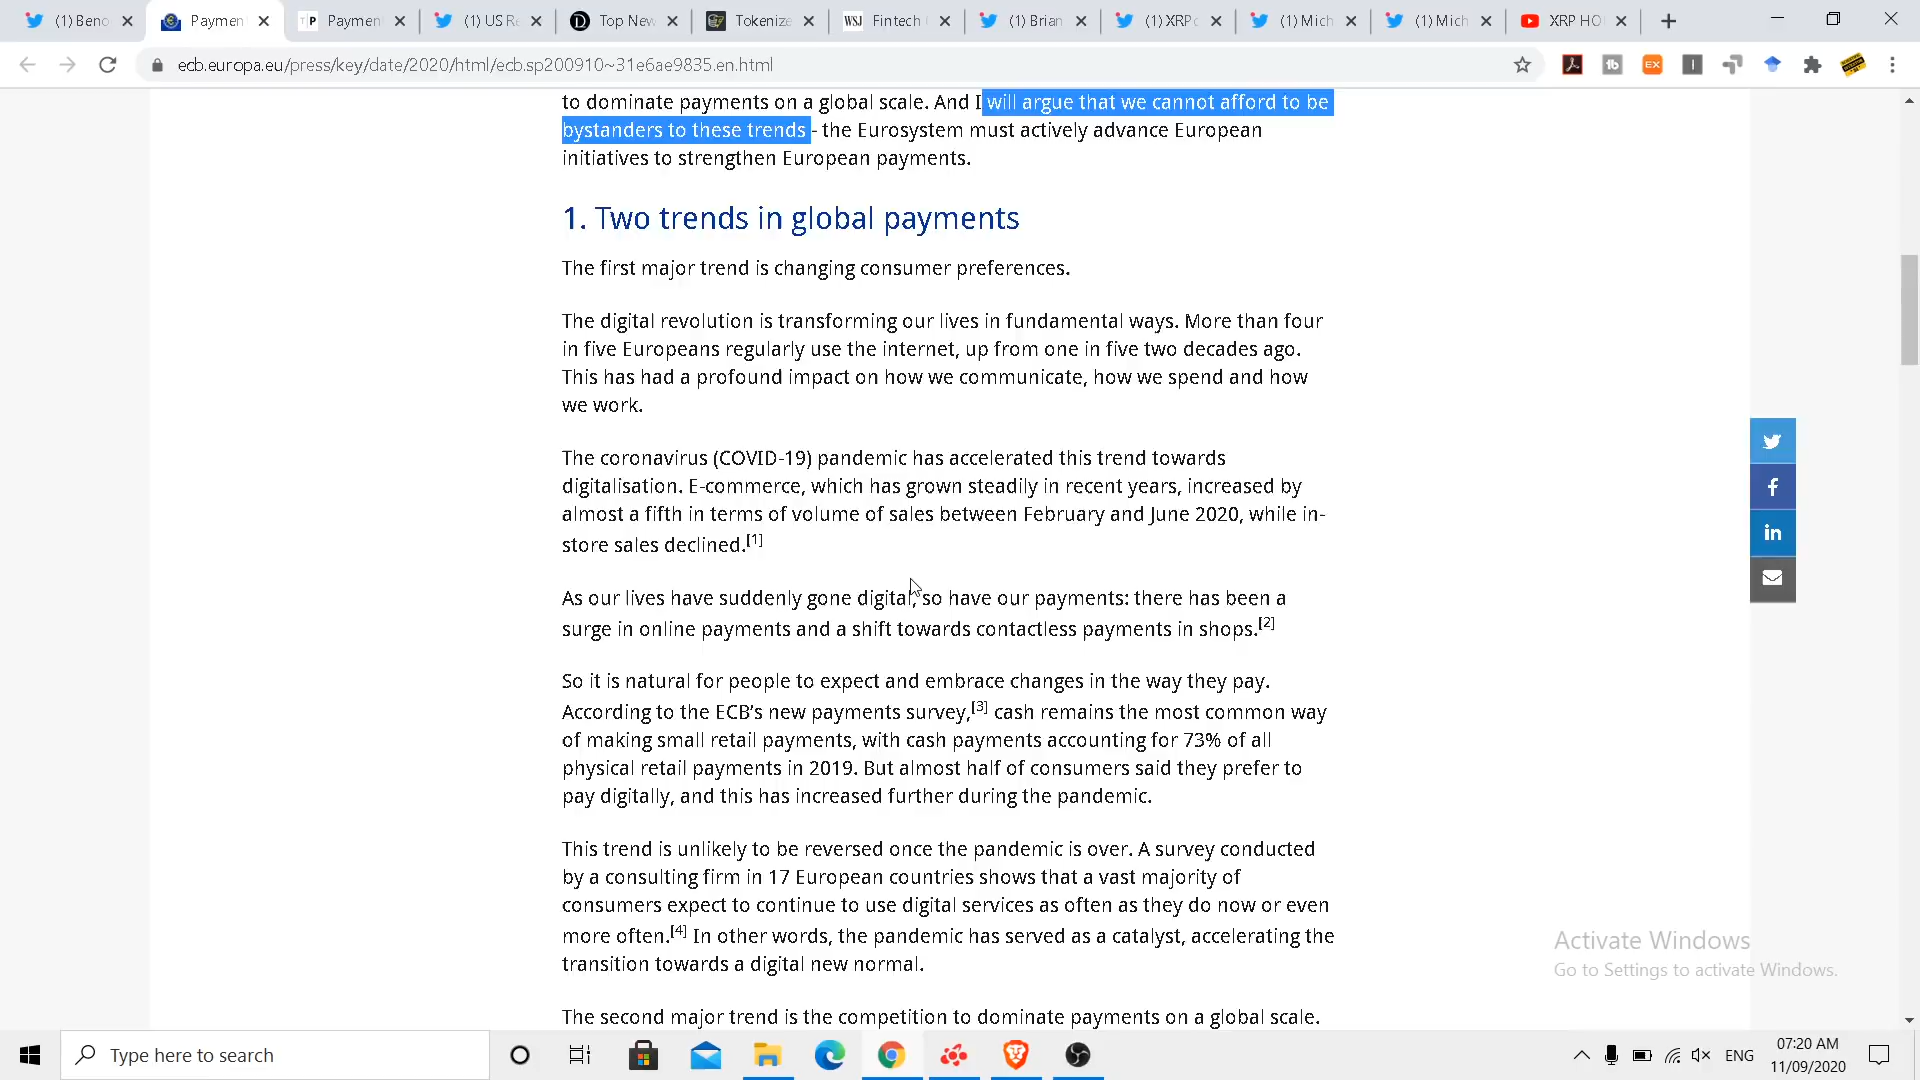 (1) Beno
Paymen
TP
Paymen
(1) US Re
Top New
Tokenize
WSJ
Fintech
(1) Brian
(1) XRPc
(1) Mich
(1) Mich
XRP HO
ecb.europa.eu/press/key/date/2020/html/ecb.sp200910~31e6ae9835.en.html
to dominate payments on a global scale. And I will argue that we cannot afford to be
bystanders to these trends - the Eurosystem must actively advance European
initiatives to strengthen European payments.
1. Two trends in global payments
The first major trend is changing consumer preferences.
The digital revolution is transforming our lives in fundamental ways. More than four
in five Europeans regularly use the internet, up from one in five two decades ago.
This has had a profound impact on how we communicate, how we spend and how
we work.
The coronavirus (COVID-19) pandemic has accelerated this trend towards
digitalisation. E-commerce, which has grown steadily in recent years, increased by
almost a fifth in terms of volume of sales between February and June 2020, while in-
store sales declined.[1]
As our lives have suddenly gone digital, so have our payments: there has been a
surge in online payments and a shift towards contactless payments in shops.[2]
So it is natural for people to expect and embrace changes in the way they pay.
According to the ECB’s new payments survey,[3] cash remains the most common way
of making small retail payments, with cash payments accounting for 73% of all
physical retail payments in 2019. But almost half of consumers said they prefer to
pay digitally, and this has increased further during the pandemic.
This trend is unlikely to be reversed once the pandemic is over. A survey conducted
by a consulting firm in 17 European countries shows that a vast majority of
consumers expect to continue to use digital services as often as they do now or even
more often.[4] In other words, the pandemic has served as a catalyst, accelerating the
transition towards a digital new normal.
The second major trend is the competition to dominate payments on a global scale.
Activate Windows
Go to Settings to activate Windows.
Type here to search
ENG
07:20 AM
11/09/2020